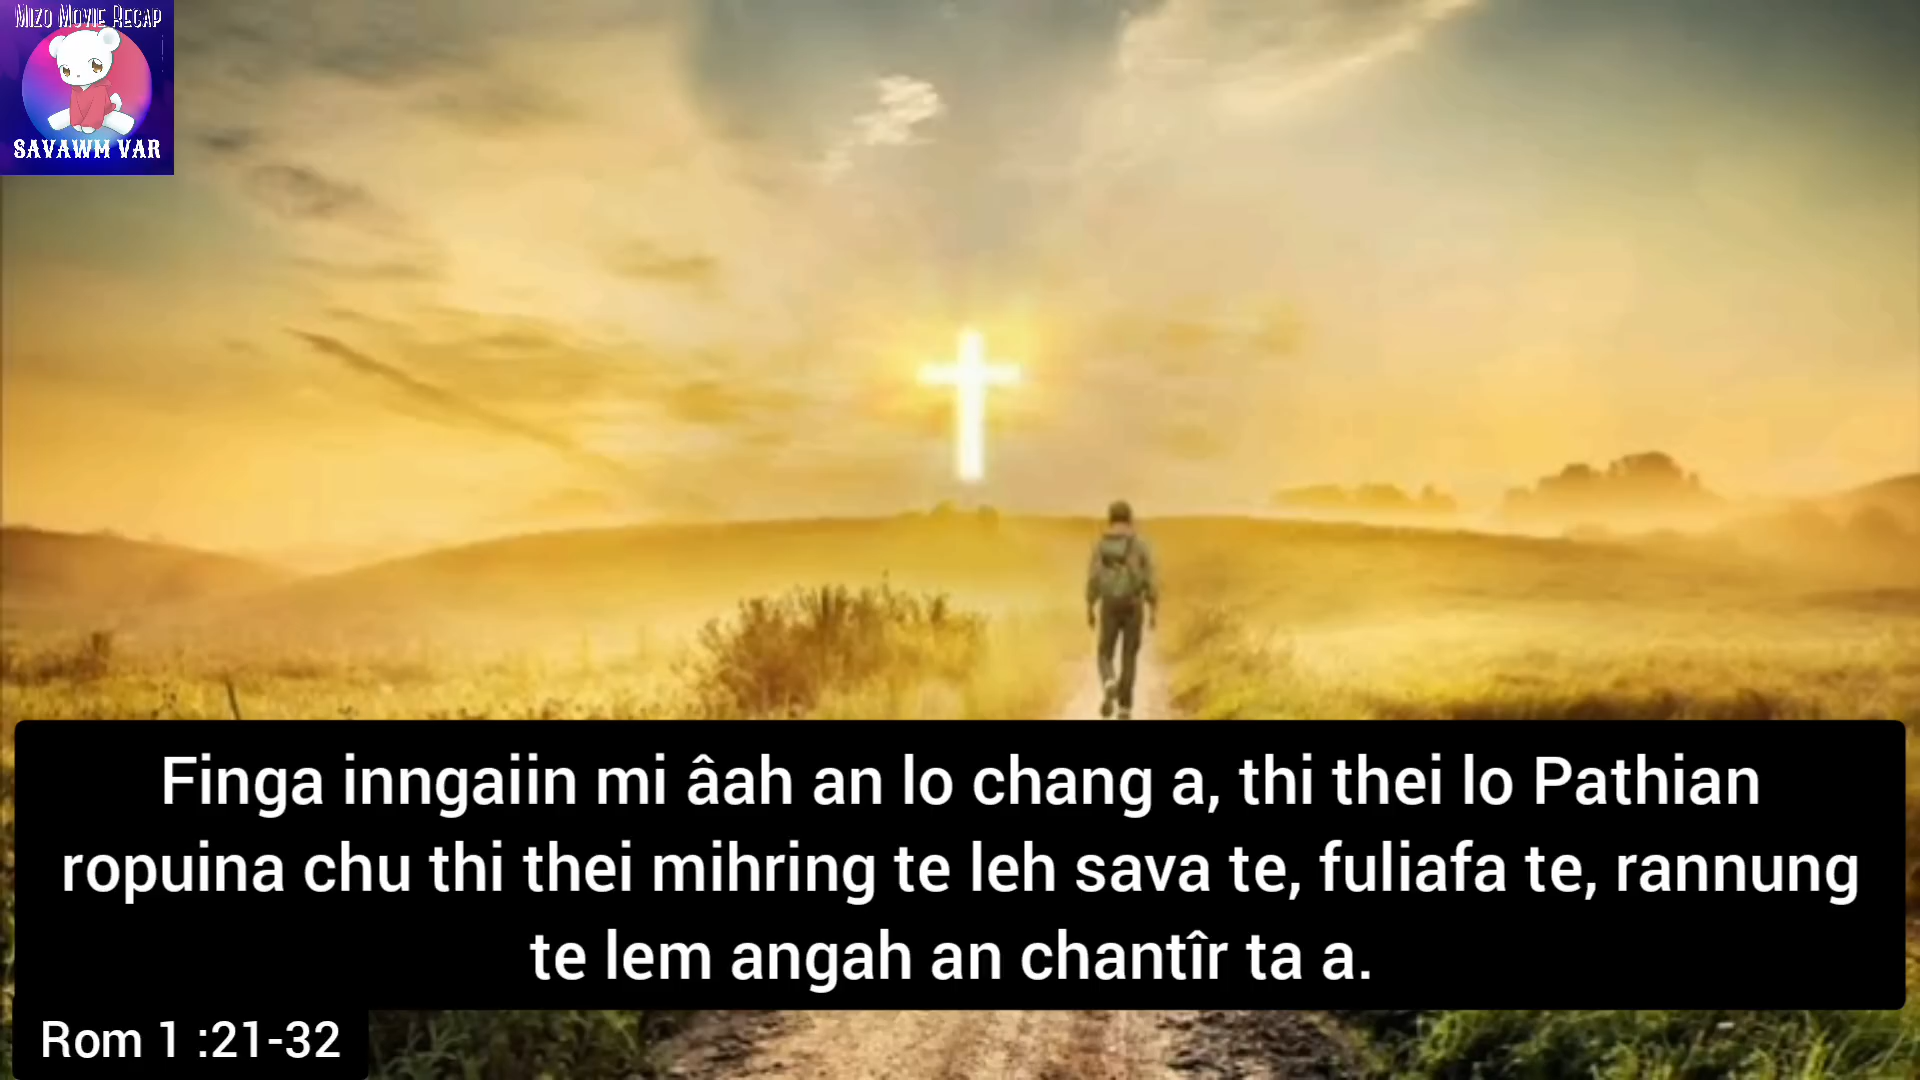 Mizo Movie Recap
SAVAWM VAR
Finga inngaiin mi âah an lo chang a, thi thei lo Pathian
ropuina chu thi thei mihring te leh sava te, fuliafa te, rannung
te lem angah an chantîr ta a.
Rom 1 :21-32